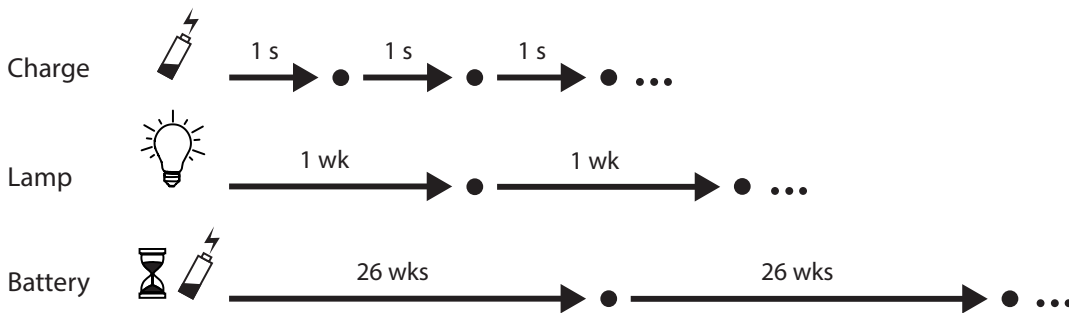 Charge 1 s 1 s 1 s ...
Lamp 1 wk 1 wk ...
Battery 26 wks 26 wks ...